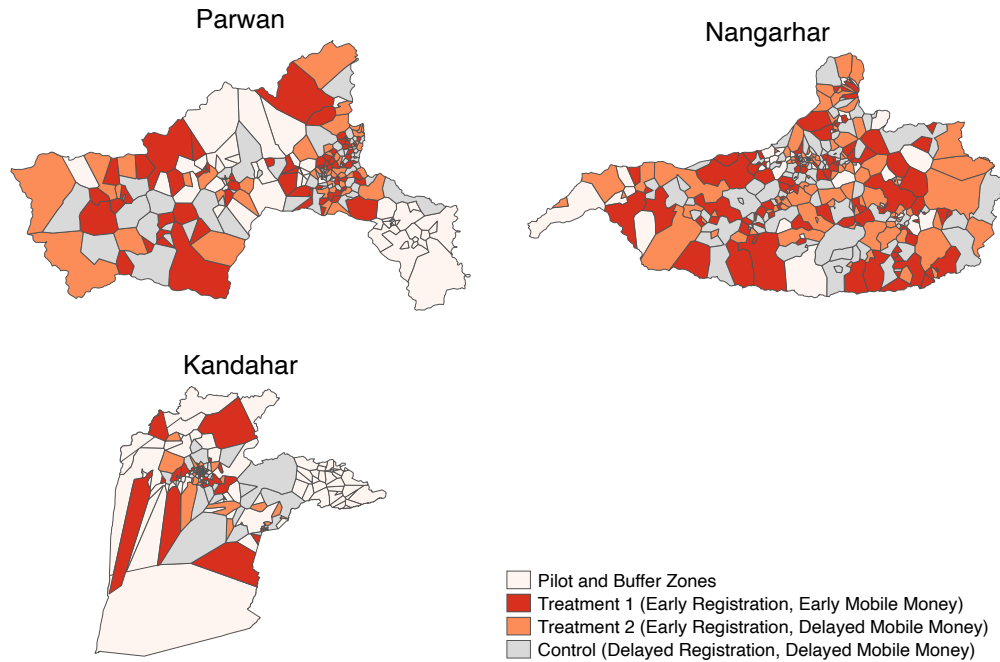 Parwan
Nangarhar
Kandahar
Pilot and Buffer Zones
Treatment 1 (Early Registration, Early Mobile Money)
Treatment 2 (Early Registration, Delayed Mobile Money)
Control (Delayed Registration, Delayed Mobile Money)